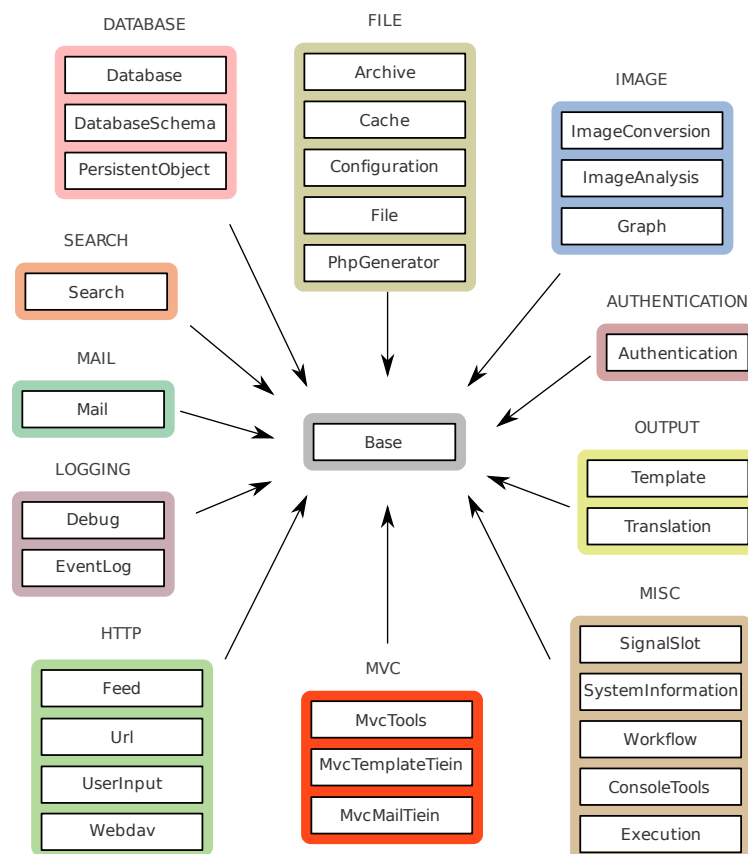 DATABASE
Database
DatabaseSchema
PersistentObject
FILE
Archive
Cache
Configuration
File
PhpGenerator
IMAGE
ImageConversion
ImageAnalysis
Graph
SEARCH
Search
AUTHENTICATION
Authentication
MAIL
Mail
Base
OUTPUT
Template
Translation
LOGGING
Debug
EventLog
HTTP
Feed
Url
UserInput
Webdav
MVC
MvcTools
MvcTemplateTiein
MvcMailTiein
MISC
SignalSlot
SystemInformation
Workflow
ConsoleTools
Execution